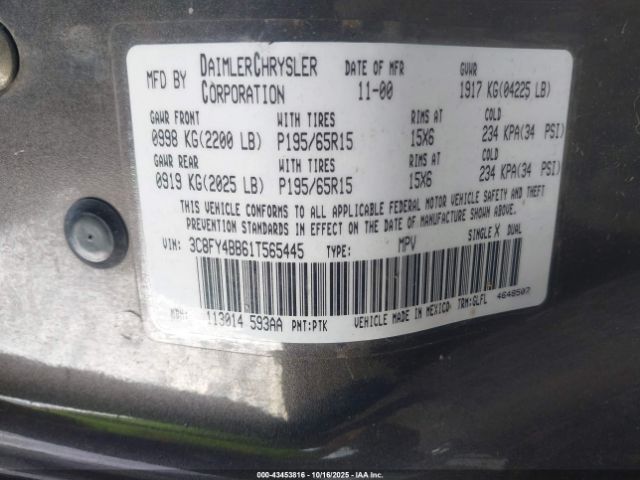 MFD BY DAIMLERCHRYSLER CORPORATION DATE OF MFR 11-00 GVWR 1917 KG(04225 LB)
GAWR FRONT WITH TIRES RIMS AT COLD
0998 KG(2200 LB) P195/65R15 15X6 234 KPA(34 PSI)
GAWR REAR WITH TIRES RIMS AT COLD
0919 KG(2025 LB) P195/65R15 15X6 234 KPA(34 PSI)
THIS VEHICLE CONFORMS TO ALL APPLICABLE FEDERAL MOTOR VEHICLE SAFETY AND THEFT
PREVENTION STANDARDS IN EFFECT ON THE DATE OF MANUFACTURE SHOWN ABOVE.
VIN: 3C8FY4BB61T565445 TYPE: MPV SINGLE X DUAL
MDH: 113014 593AA PNT:PTK VEHICLE MADE IN MEXICO TRM:GLFL 4648507
000-43453816 - 10/16/2025 - IAA Inc.